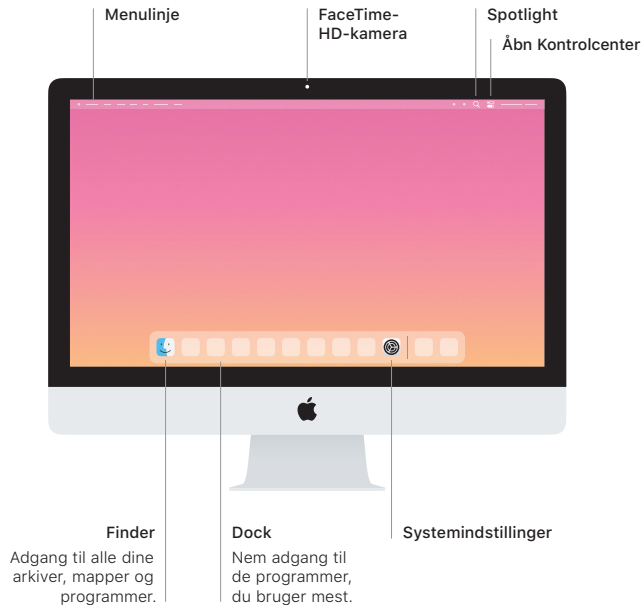 Menulinje
FaceTime-
HD-kamera
Spotlight
Åbn Kontrolcenter
Finder
Adgang til alle dine
arkiver, mapper og
programmer.
Dock
Nem adgang til
de programmer,
du bruger mest.
Systemindstillinger